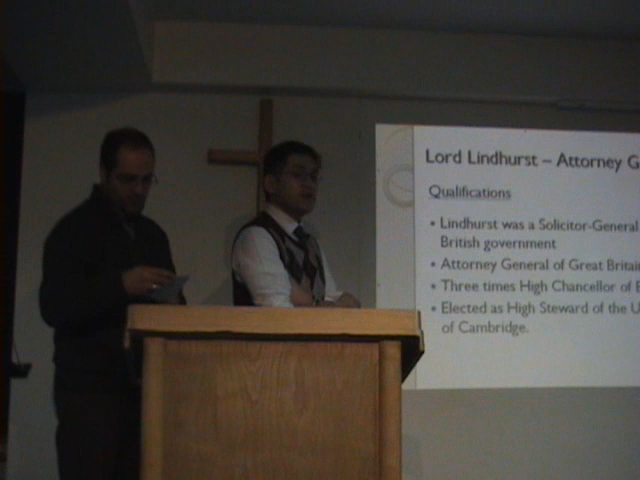 Lord Lindhurst – Attorney G
Qualifications
• Lindhurst was a Solicitor-General
British government
• Attorney General of Great Britai
• Three times High Chancellor of E
• Elected as High Steward of the U
of Cambridge.